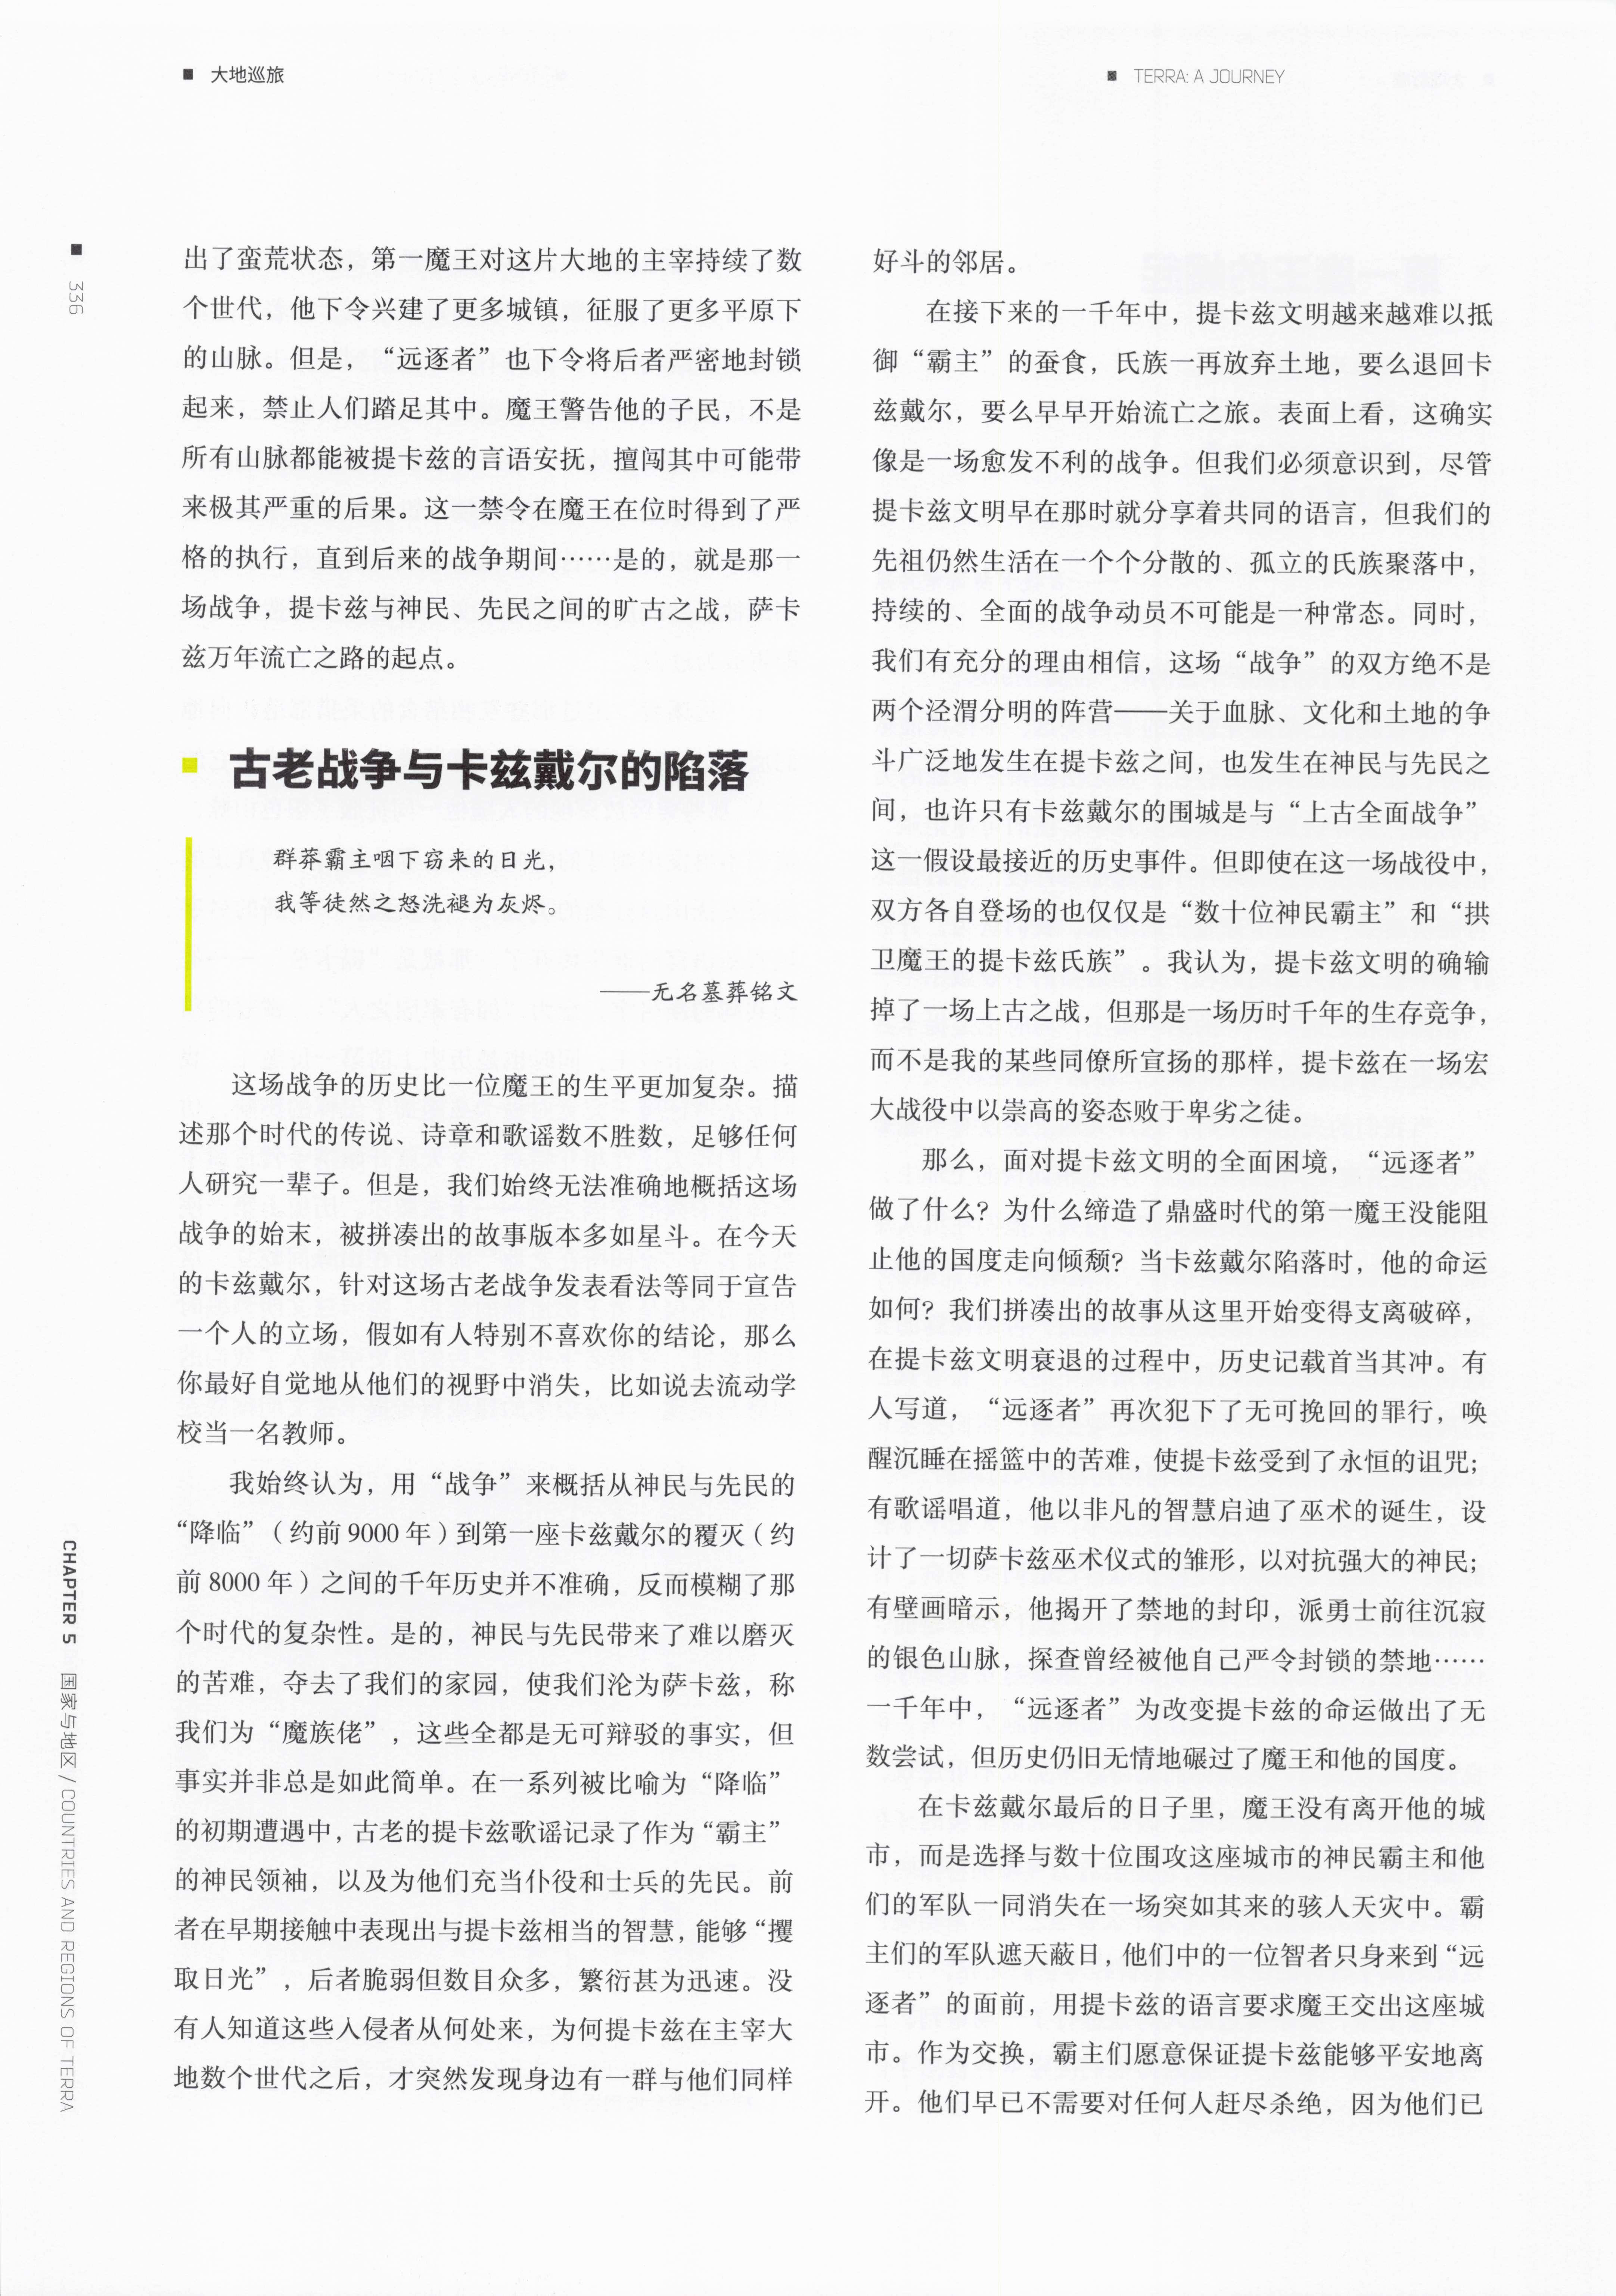 大地巡旅
TERRA: A JOURNEY
336
出了蛮荒状态，第一魔王对这片大地的主宰持续了数
个世代，他下令兴建了更多城镇，征服了更多平原下
的山脉。但是，“远逐者”也下令将后者严密地封锁
起来，禁止人们踏足其中。魔王警告他的子民，不是
所有山脉都能被提卡兹的言语安抚，擅闯其中可能带
来极其严重的后果。这一禁令在魔王在位时得到了严
格的执行，直到后来的战争期间……是的，就是那一
场战争，提卡兹与神民、先民之间的旷古之战，萨卡
兹万年流亡之路的起点。
古老战争与卡兹戴尔的陷落
群莽霸主咽下窃来的日光，
我等徒然之怒洗褪为灰烬。
——无名墓葬铭文
这场战争的历史比一位魔王的生平更加复杂。描
述那个时代的传说、诗章和歌谣数不胜数，足够任何
人研究一辈子。但是，我们始终无法准确地概括这场
战争的始末，被拼凑出的故事版本多如星斗。在今天
的卡兹戴尔，针对这场古老战争发表看法等同于宣告
一个人的立场，假如有人特别不喜欢你的结论，那么
你最好自觉地从他们的视野中消失，比如说去流动学
校当一名教师。
我始终认为，用“战争”来概括从神民与先民的
“降临”（约前 9000 年）到第一座卡兹戴尔的覆灭（约
前 8000 年）之间的千年历史并不准确，反而模糊了那
个时代的复杂性。是的，神民与先民带来了难以磨灭
的苦难，夺去了我们的家园，使我们沦为萨卡兹，称
我们为“魔族佬”，这些全都是无可辩驳的事实，但
事实并非总是如此简单。在一系列被比喻为“降临”
的初期遭遇中，古老的提卡兹歌谣记录了作为“霸主”
的神民领袖，以及为他们充当仆役和士兵的先民。前
者在早期接触中表现出与提卡兹相当的智慧，能够“攫
取日光”，后者脆弱但数目众多，繁衍甚为迅速。没
有人知道这些入侵者从何处来，为何提卡兹在主宰大
地数个世代之后，才突然发现身边有一群与他们同样
好斗的邻居。
在接下来的一千年中，提卡兹文明越来越难以抵
御“霸主”的蚕食，氏族一再放弃土地，要么退回卡
兹戴尔，要么早早开始流亡之旅。表面上看，这确实
像是一场愈发不利的战争。但我们必须意识到，尽管
提卡兹文明早在那时就分享着共同的语言，但我们的
先祖仍然生活在一个个分散的、孤立的氏族聚落中，
持续的、全面的战争动员不可能是一种常态。同时，
我们有充分的理由相信，这场“战争”的双方绝不是
两个泾渭分明的阵营——关于血脉、文化和土地的争
斗广泛地发生在提卡兹之间，也发生在神民与先民之
间，也许只有卡兹戴尔的围城是与“上古全面战争”
这一假设最接近的历史事件。但即使在这一场战役中，
双方各自登场的也仅仅是“数十位神民霸主”和“拱
卫魔王的提卡兹氏族”。我认为，提卡兹文明的确输
掉了一场上古之战，但那是一场历时千年的生存竞争，
而不是我的某些同僚所宣扬的那样，提卡兹在一场宏
大战役中以崇高的姿态败于卑劣之徒。
那么，面对提卡兹文明的全面困境，“远逐者”
做了什么？为什么缔造了鼎盛时代的第一魔王没能阻
止他的国度走向倾颓？当卡兹戴尔陷落时，他的命运
如何？我们拼凑出的故事从这里开始变得支离破碎，
在提卡兹文明衰退的过程中，历史记载首当其冲。有
人写道，“远逐者”再次犯下了无可挽回的罪行，唤
醒沉睡在摇篮中的苦难，使提卡兹受到了永恒的诅咒；
有歌谣唱道，他以非凡的智慧启迪了巫术的诞生，设
计了一切萨卡兹巫术仪式的雏形，以对抗强大的神民；
有壁画暗示，他揭开了禁地的封印，派勇士前往沉寂
的银色山脉，探查曾经被他自己严令封锁的禁地……
一千年中，“远逐者”为改变提卡兹的命运做出了无
数尝试，但历史仍旧无情地碾过了魔王和他的国度。
在卡兹戴尔最后的日子里，魔王没有离开他的城
市，而是选择与数十位围攻这座城市的神民霸主和他
们的军队一同消失在一场突如其来的骇人天灾中。霸
主们的军队遮天蔽日，他们中的一位智者只身来到“远
逐者”的面前，用提卡兹的语言要求魔王交出这座城
市。作为交换，霸主们愿意保证提卡兹能够平安地离
开。他们早已不需要对任何人赶尽杀绝，因为他们已
CHAPTER 5 国家与地区 / COUNTRIES AND REGIONS OF TERRA